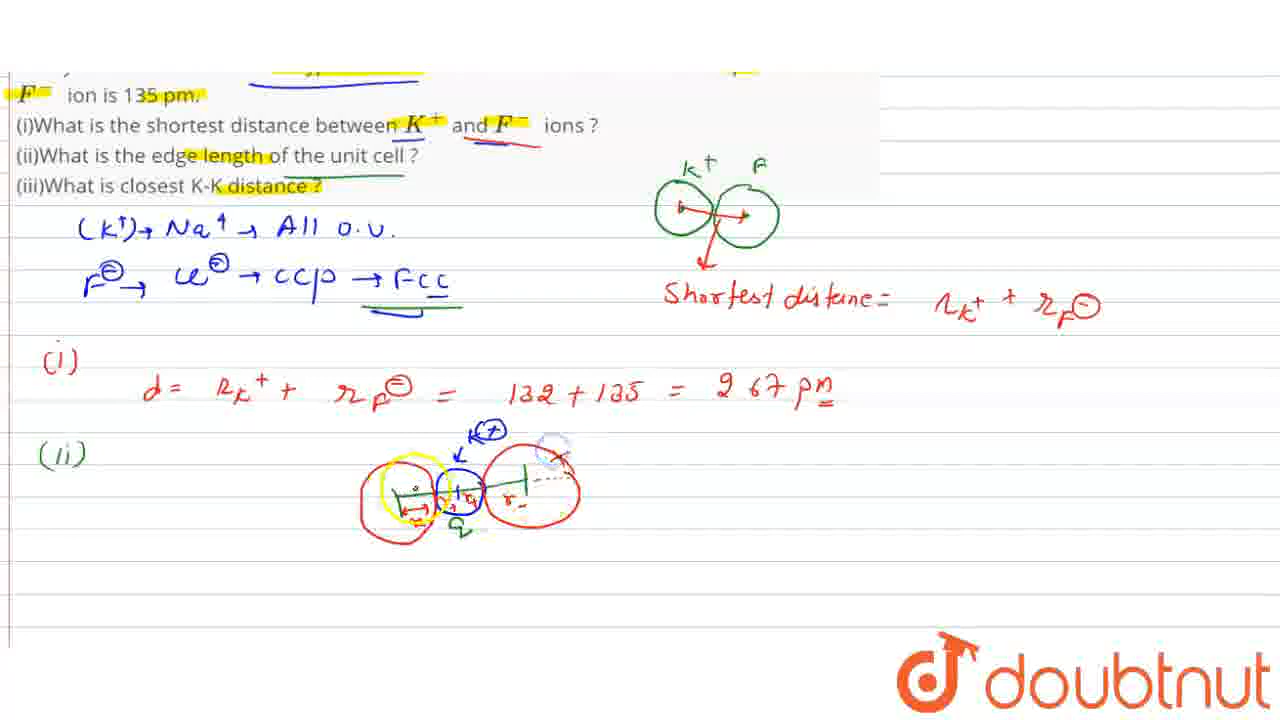 F⁻ ion is 135 pm.
(i)What is the shortest distance between K⁺ and F⁻ ions ?
(ii)What is the edge length of the unit cell ?
(iii)What is closest K-K distance ?
K⁺ F
(K⁺)→ Na⁺ → All O.V.
F⊖ → Cl⊖ → CCP → FCC
Shortest distance = r K⁺ + r F⊖
(i)
d = r K⁺ + r F⊖ = 132 + 135 = 267 pm
(ii)
K⊕
r₊ r₊ r₋
a
doubtnut